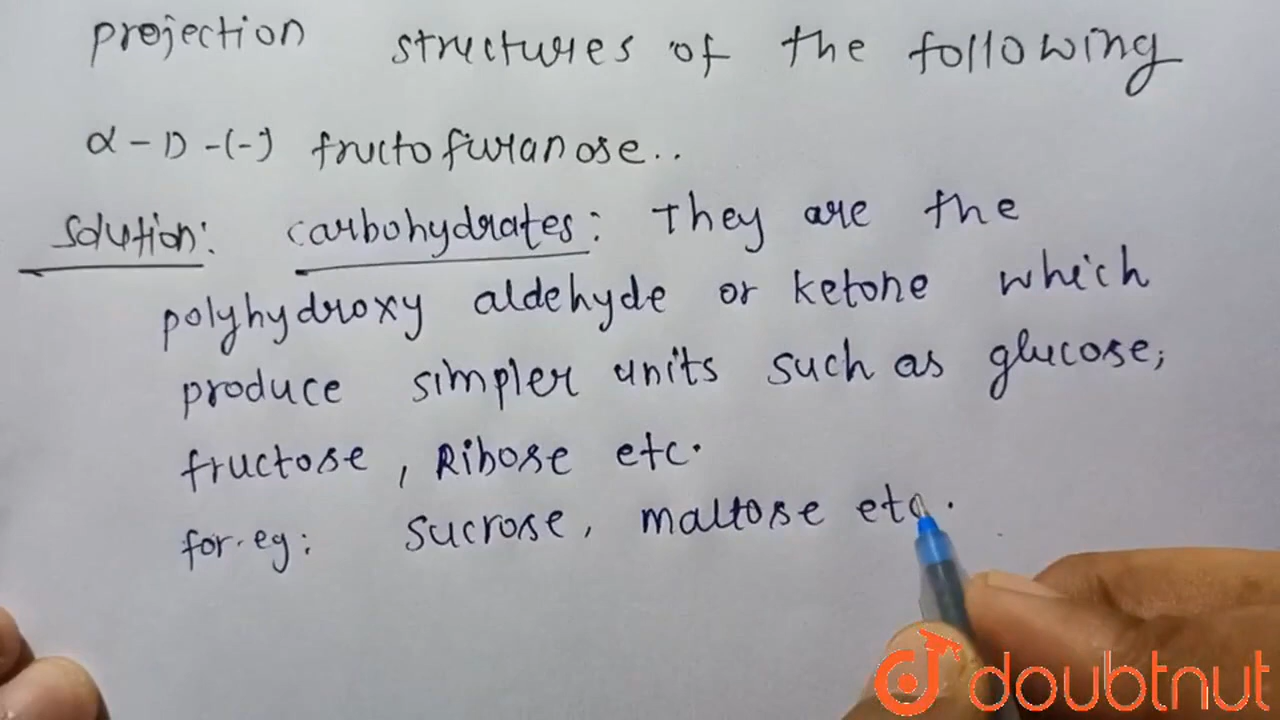 projection structures of the following
α-D-(-) fructofuranose..
Solution: carbohydrates: They are the
polyhydroxy aldehyde or ketone which
produce simpler units such as glucose,
fructose, Ribose etc.
for.eg: sucrose, maltose etc.
doubtnut